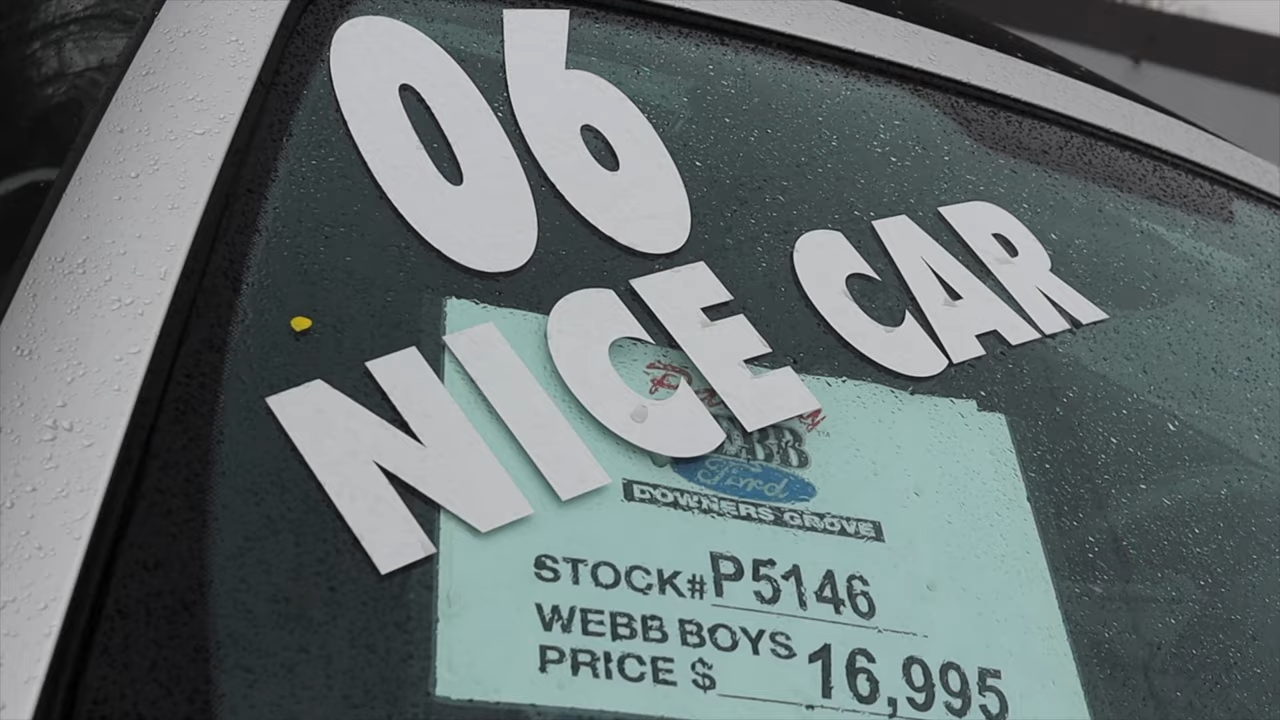 06
NICE CAR
WEBB
Ford
DOWNERS GROVE
STOCK# P5146
WEBB BOYS
PRICE $ 16,995